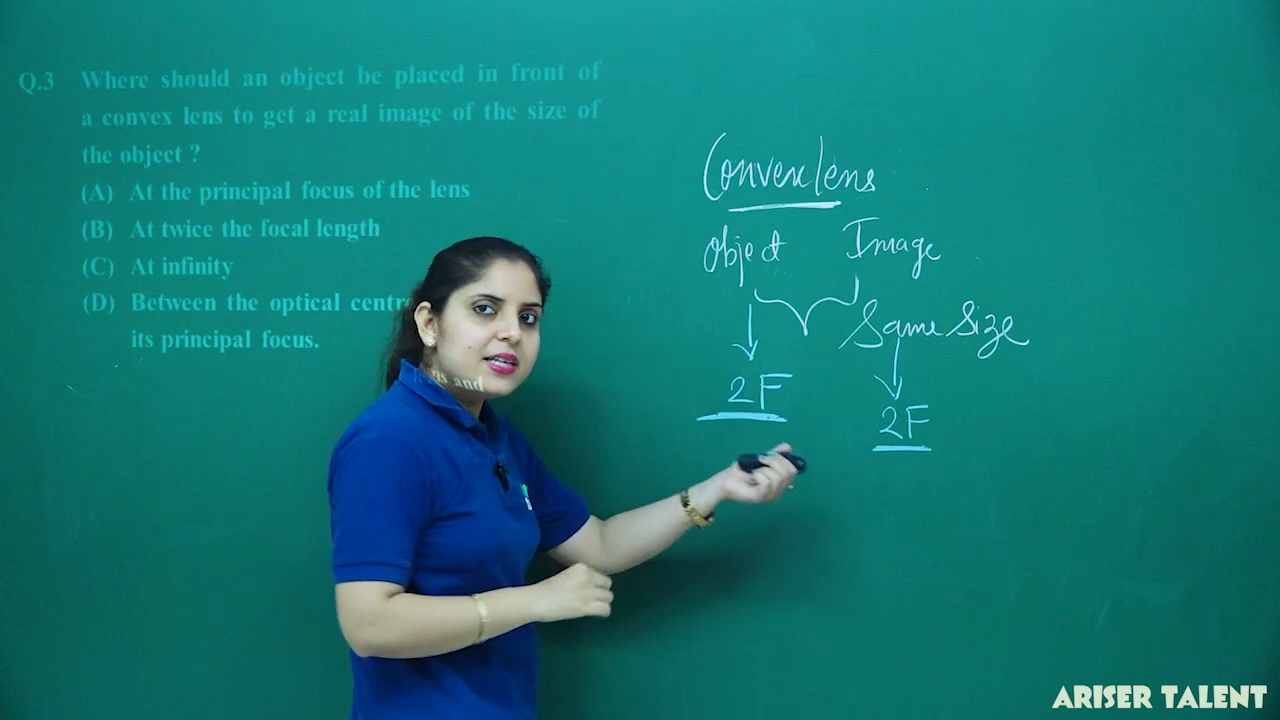 Q.3 Where should an object be placed in front of
a convex lens to get a real image of the size of
the object ?
(A) At the principal focus of the lens
(B) At twice the focal length
(C) At infinity
(D) Between the optical centre
its principal focus.
and
Convex lens
Object Image
Same Size
2F
2F
ARISER TALENT